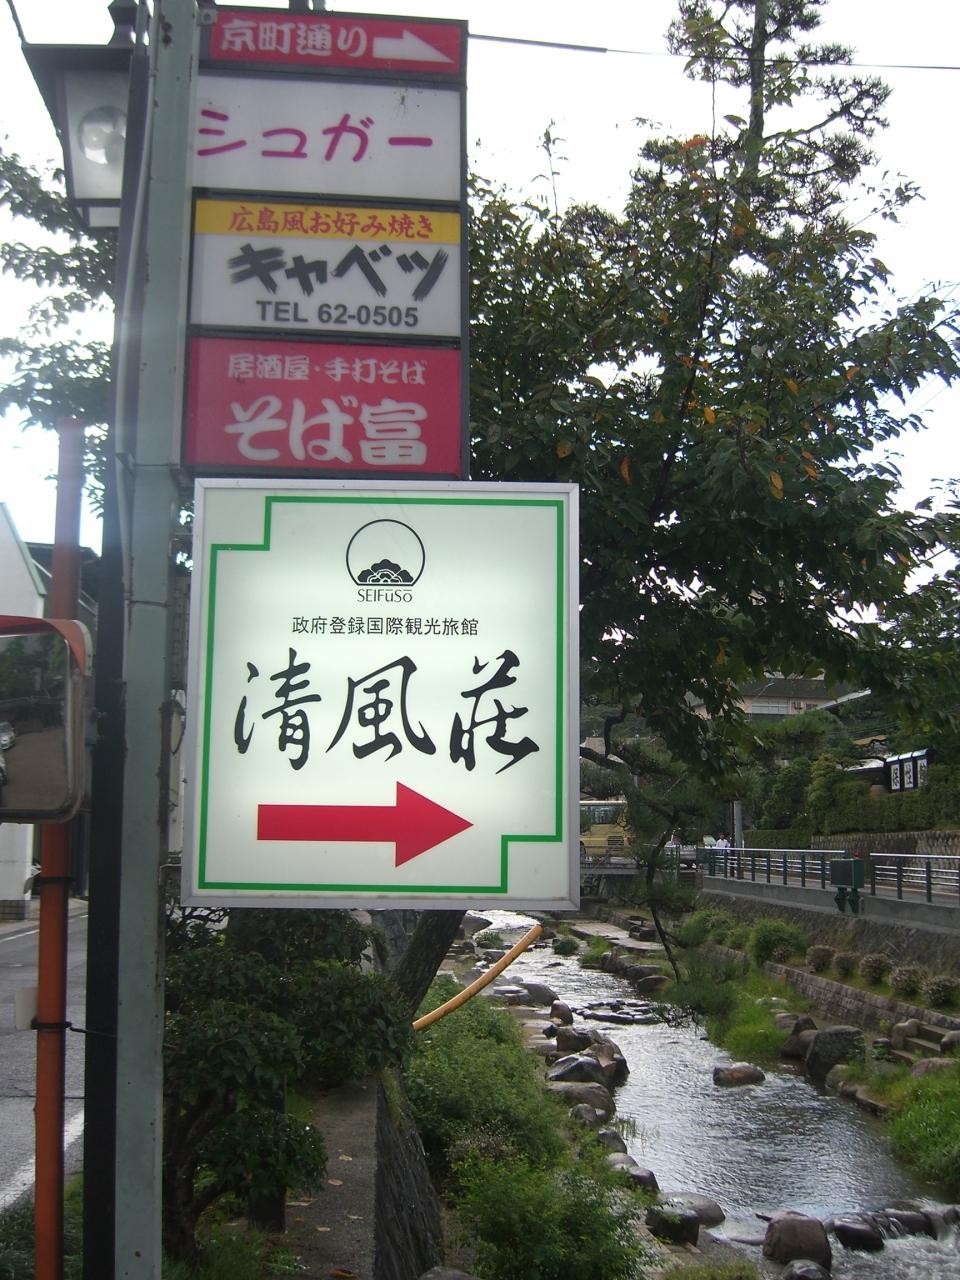 京町通り
シュガー
広島風お好み焼き
キャベツ
TEL 62-0505
居酒屋・手打そば
そば富
SEIFŪSŌ
政府登録国際観光旅館
清風荘